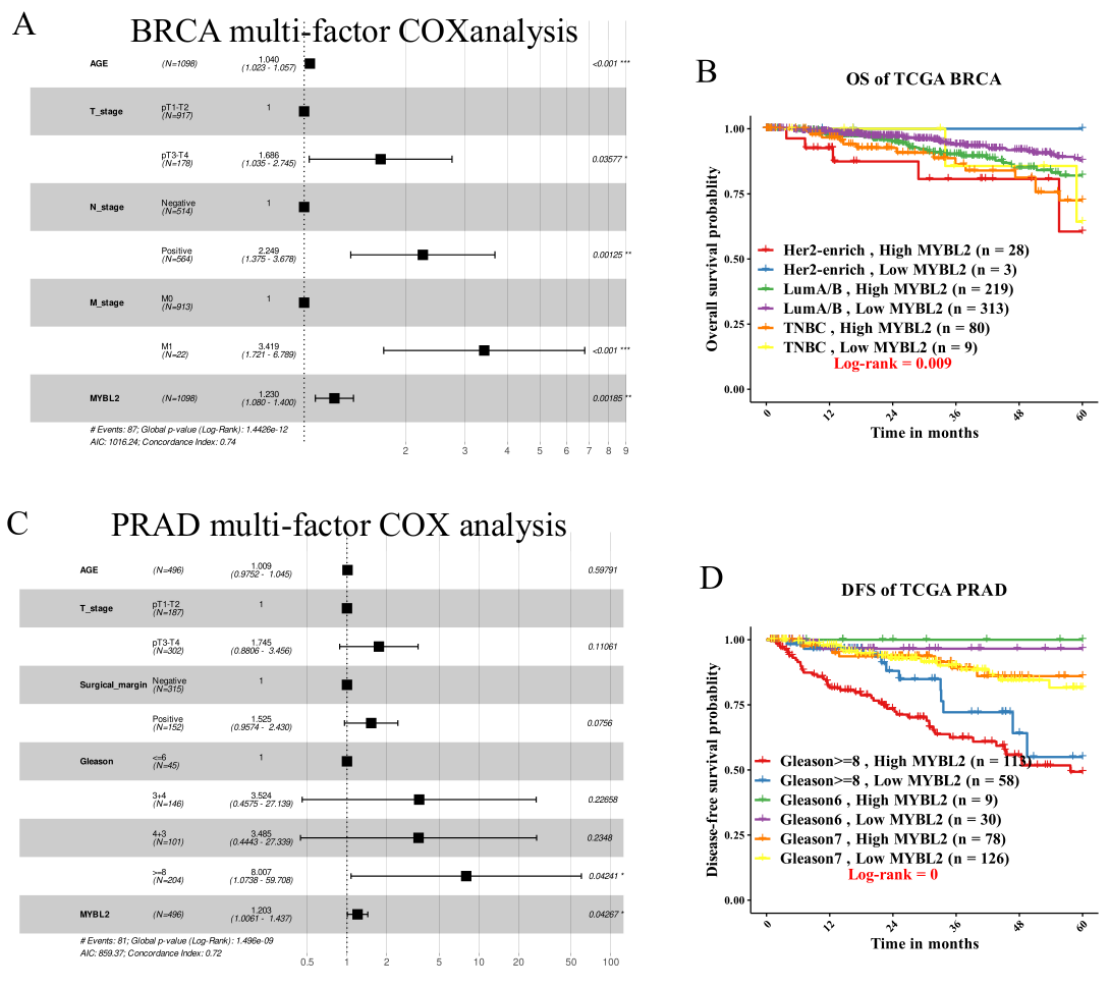 A
BRCA multi-factor COXanalysis
AGE (N=1098) 1.040 (1.023 - 1.057) <0.001 ***
T_stage pT1-T2 (N=917) 1
pT3-T4 (N=178) 1.686 (1.035 - 2.745) 0.03577 *
N_stage Negative (N=514) 1
Positive (N=564) 2.249 (1.375 - 3.678) 0.00125 **
M_stage M0 (N=913) 1
M1 (N=22) 3.419 (1.721 - 6.789) <0.001 ***
MYBL2 (N=1098) 1.230 (1.080 - 1.400) 0.00185 **
# Events: 87; Global p-value (Log-Rank): 1.4426e-12
AIC: 1016.24; Concordance Index: 0.74
2 3 4 5 6 7 8 9
B
OS of TCGA BRCA
Overall survival probablity
1.00
0.75
0.50
0.25
0.00
Her2-enrich , High MYBL2 (n = 28)
Her2-enrich , Low MYBL2 (n = 3)
LumA/B , High MYBL2 (n = 219)
LumA/B , Low MYBL2 (n = 313)
TNBC , High MYBL2 (n = 80)
TNBC , Low MYBL2 (n = 9)
Log-rank = 0.009
0 12 24 36 48 60
Time in months
C
PRAD multi-factor COX analysis
AGE (N=496) 1.009 (0.9752 - 1.045) 0.59791
T_stage pT1-T2 (N=187) 1
pT3-T4 (N=302) 1.745 (0.8806 - 3.456) 0.11061
Surgical_margin Negative (N=315) 1
Positive (N=152) 1.525 (0.9574 - 2.430) 0.0756
Gleason <=6 (N=45) 1
3+4 (N=146) 3.524 (0.4575 - 27.139) 0.22658
4+3 (N=101) 3.485 (0.4443 - 27.339) 0.2348
>=8 (N=204) 8.007 (1.0738 - 59.708) 0.04241 *
MYBL2 (N=496) 1.203 (1.0061 - 1.437) 0.04267 *
# Events: 81; Global p-value (Log-Rank): 1.496e-09
AIC: 859.37; Concordance Index: 0.72
0.5 1 2 5 10 20 50 100
D
DFS of TCGA PRAD
Disease-free survival probablity
1.00
0.75
0.50
0.25
0.00
Gleason>=8 , High MYBL2 (n = 113)
Gleason>=8 , Low MYBL2 (n = 58)
Gleason6 , High MYBL2 (n = 9)
Gleason6 , Low MYBL2 (n = 30)
Gleason7 , High MYBL2 (n = 78)
Gleason7 , Low MYBL2 (n = 126)
Log-rank = 0
0 12 24 36 48 60
Time in months